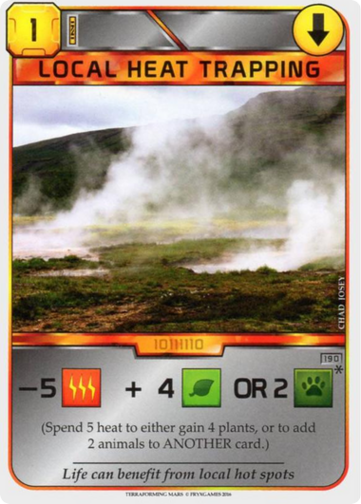 1
EVENT
LOCAL HEAT TRAPPING
CHAD JOSEY
1011110
190
*
-5 + 4 OR 2
(Spend 5 heat to either gain 4 plants, or to add
2 animals to ANOTHER card.)
Life can benefit from local hot spots
TERRAFORMING MARS © FRYXGAMES 2016